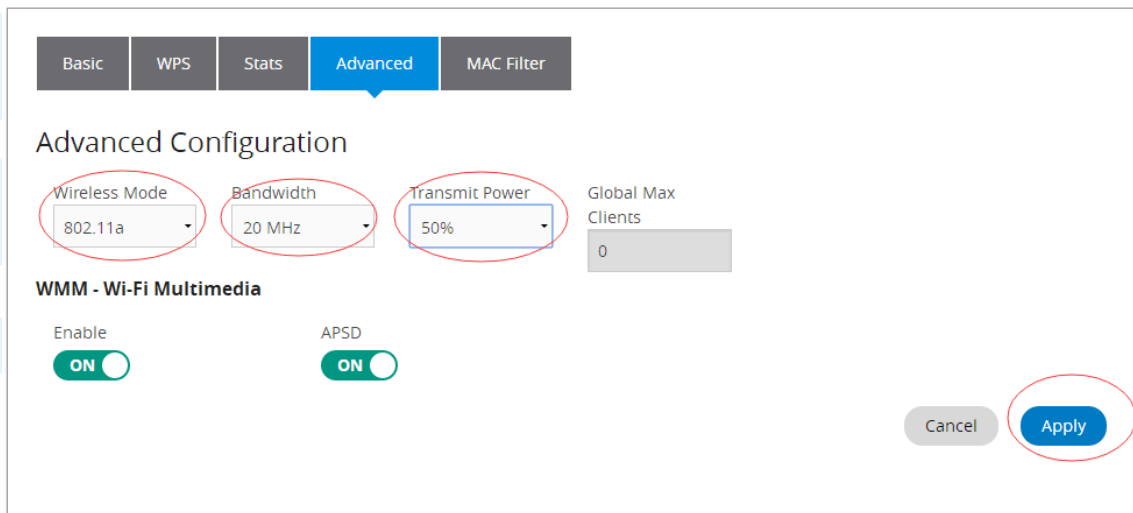 Basic WPS Stats Advanced MAC Filter
Advanced Configuration
Wireless Mode Bandwidth Transmit Power Global Max
Clients
802.11a 20 MHz 50%
0
WMM - Wi-Fi Multimedia
Enable APSD
ON ON
Cancel Apply